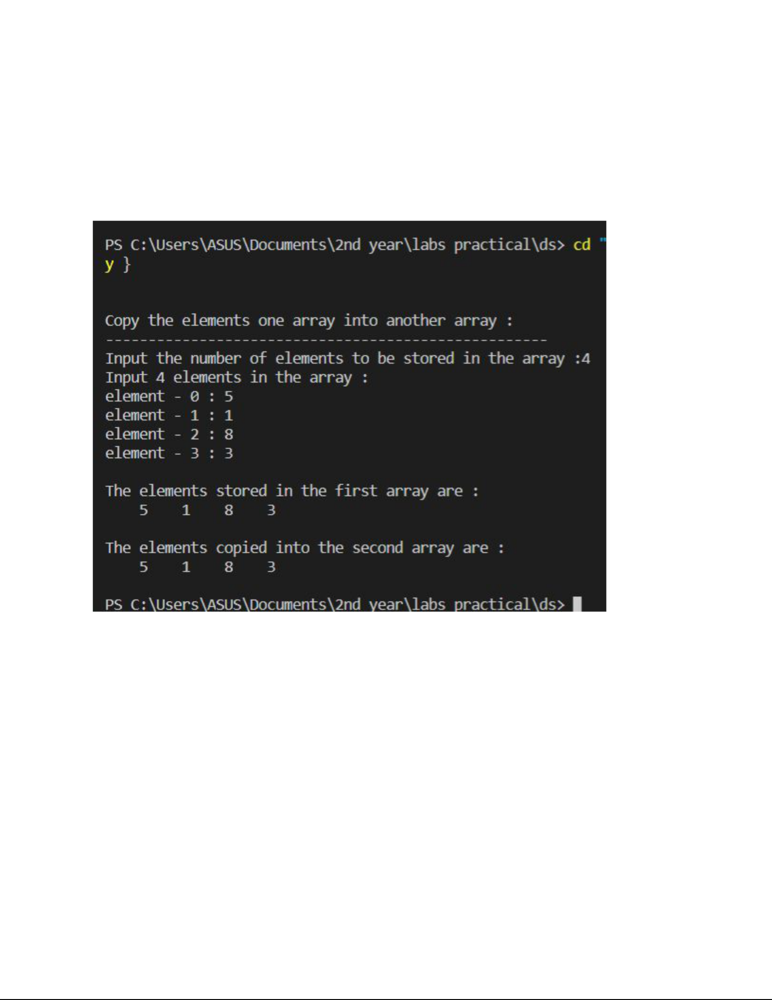 PS C:\Users\ASUS\Documents\2nd year\labs practical\ds> cd "
y }
Copy the elements one array into another array :
----------------------------------------------------
Input the number of elements to be stored in the array :4
Input 4 elements in the array :
element - 0 : 5
element - 1 : 1
element - 2 : 8
element - 3 : 3
The elements stored in the first array are :
    5    1    8    3
The elements copied into the second array are :
    5    1    8    3
PS C:\Users\ASUS\Documents\2nd year\labs practical\ds>